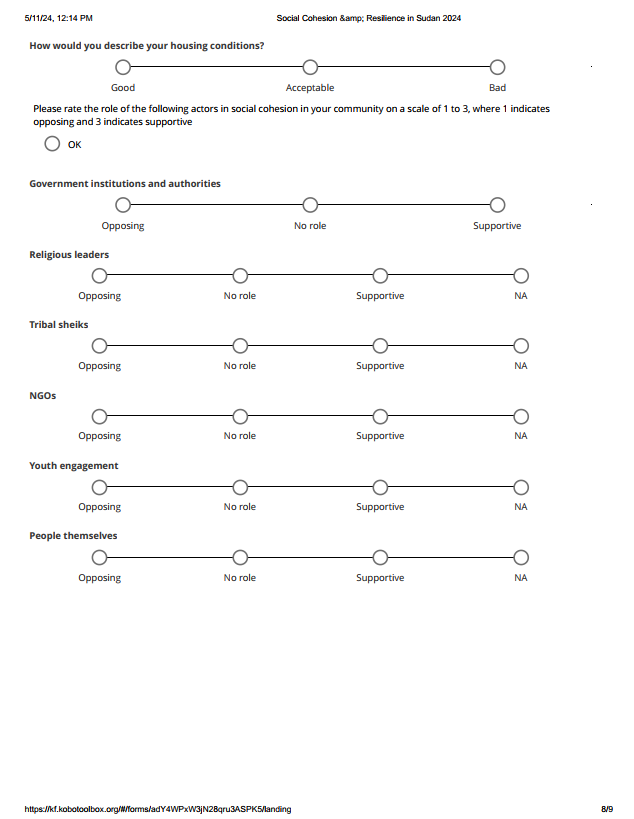 5/11/24, 12:14 PM Social Cohesion &amp; Resilience in Sudan 2024
How would you describe your housing conditions?
Good Acceptable Bad
Please rate the role of the following actors in social cohesion in your community on a scale of 1 to 3, where 1 indicates
opposing and 3 indicates supportive
OK
Government institutions and authorities
Opposing No role Supportive
Religious leaders
Opposing No role Supportive NA
Tribal sheiks
Opposing No role Supportive NA
NGOs
Opposing No role Supportive NA
Youth engagement
Opposing No role Supportive NA
People themselves
Opposing No role Supportive NA
https://kf.kobotoolbox.org/#/forms/adY4WPxW3jN28qru3ASPK5/landing 8/9